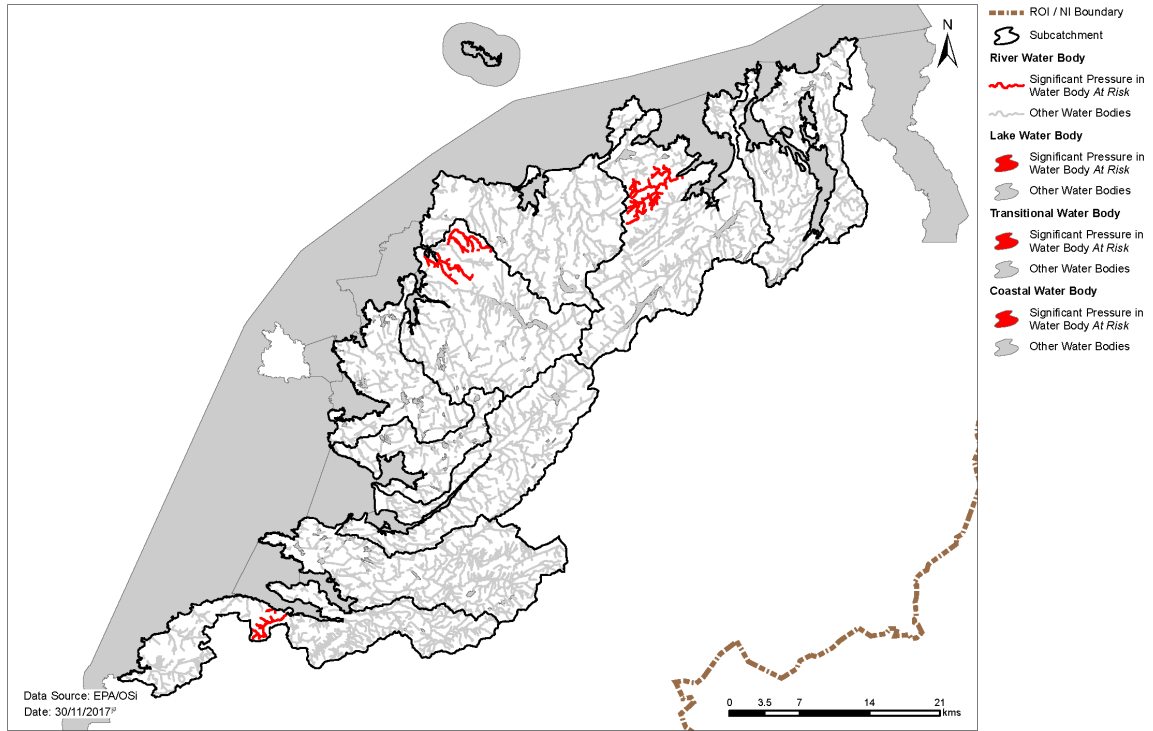 N
ROI / NI Boundary
Subcatchment
River Water Body
Significant Pressure in
Water Body At Risk
Other Water Bodies
Lake Water Body
Significant Pressure in
Water Body At Risk
Other Water Bodies
Transitional Water Body
Significant Pressure in
Water Body At Risk
Other Water Bodies
Coastal Water Body
Significant Pressure in
Water Body At Risk
Other Water Bodies
Data Source: EPA/OSi
Date: 30/11/2017
0 3.5 7 14 21
kms